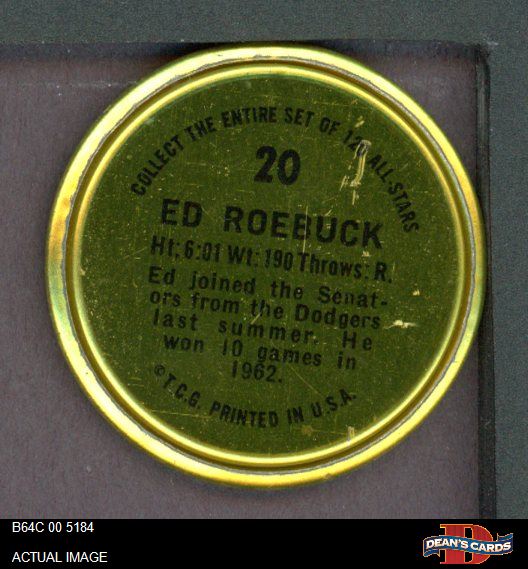 COLLECT THE ENTIRE SET OF 120 ALL-STARS
20
ED ROEBUCK
Ht: 6:01 Wt: 190 Throws: R.
Ed joined the Senat-
ors from the Dodgers
last summer. He
won 10 games in
1962.
©T.C.G. PRINTED IN U.S.A.
B64C 00 5184
ACTUAL IMAGE
D
DEAN'S CARDS